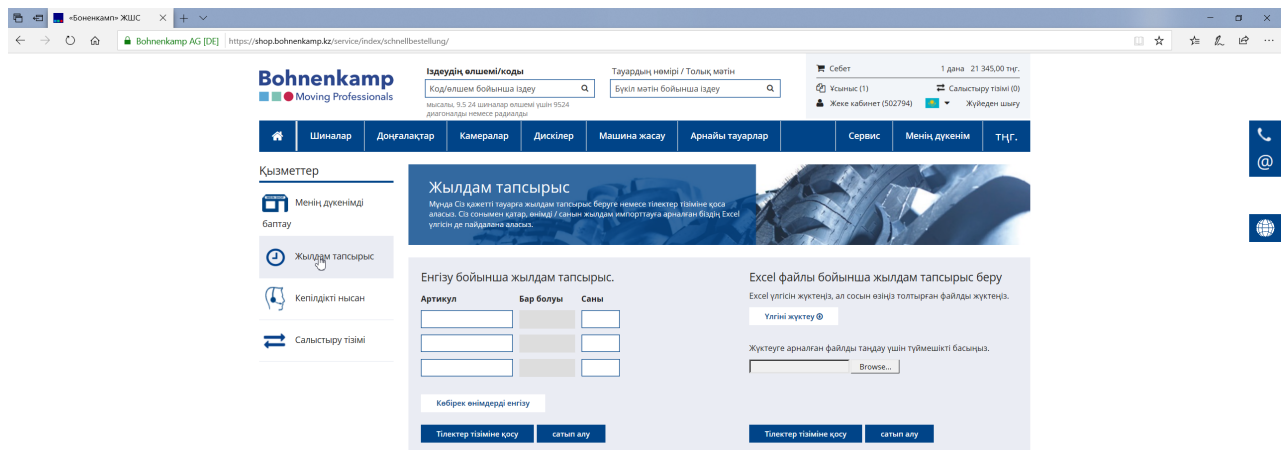 «Боненкамп» ЖШС
Bohnenkamp AG [DE]
https://shop.bohnenkamp.kz/service/index/schnellbestellung/
Bohnenkamp
Moving Professionals
Іздеудің өлшемі/коды
Код/өлшем бойынша іздеу
мысалы, 9.5 24 шиналар өлшемі үшін 9524
диагоналды немесе радиалды
Тауардың нөмірі / Толық мәтін
Бүкіл мәтін бойынша іздеу
Себет
1 дана 21 345,00 тңг.
Ұсыныс (1)
Салыстыру тізімі (0)
Жеке кабинет (502794)
Жүйеден шығу
Шиналар
Доңғалақтар
Камералар
Дискілер
Машина жасау
Арнайы тауарлар
Сервис
Менің дүкенім
тңг.
Қызметтер
Менің дүкенімді
баптау
Жылдам тапсырыс
Кепілдікті нысан
Салыстыру тізімі
Жылдам тапсырыс
Мұнда Сіз қажетті тауарға жылдам тапсырыс беруге немесе тілектер тізіміне қоса
аласыз. Сіз сонымен қатар, өнімді / санын жылдам импорттауға арналған біздің Excel
үлгісін де пайдалана аласыз.
Енгізу бойынша жылдам тапсырыс.
Артикул
Бар болуы
Саны
Көбірек өнімдерді енгізу
Тілектер тізіміне қосу
сатып алу
Excel файлы бойынша жылдам тапсырыс беру
Excel үлгісін жүктеңіз, ал сосын өзіңіз толтырған файлды жүктеңіз.
Үлгіні жүктеу
Жүктеуге арналған файлды таңдау үшін түймешікті басыңыз.
Browse...
Тілектер тізіміне қосу
сатып алу